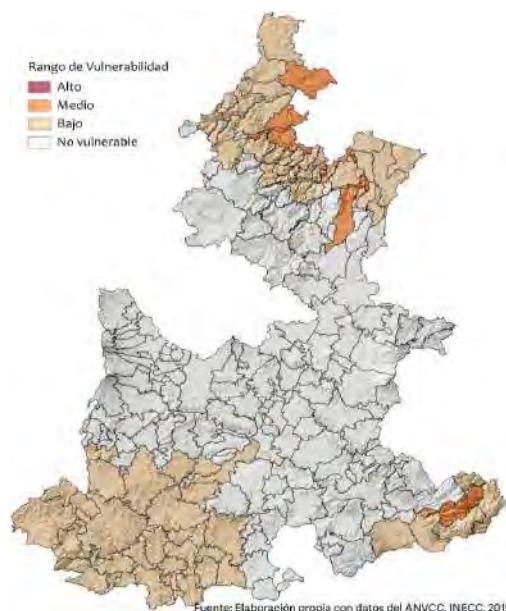 Rango de Vulnerabilidad
Alto
Medio
Bajo
No vulnerable
Fuente: Elaboración propia con datos del ANVCC, INECC, 201